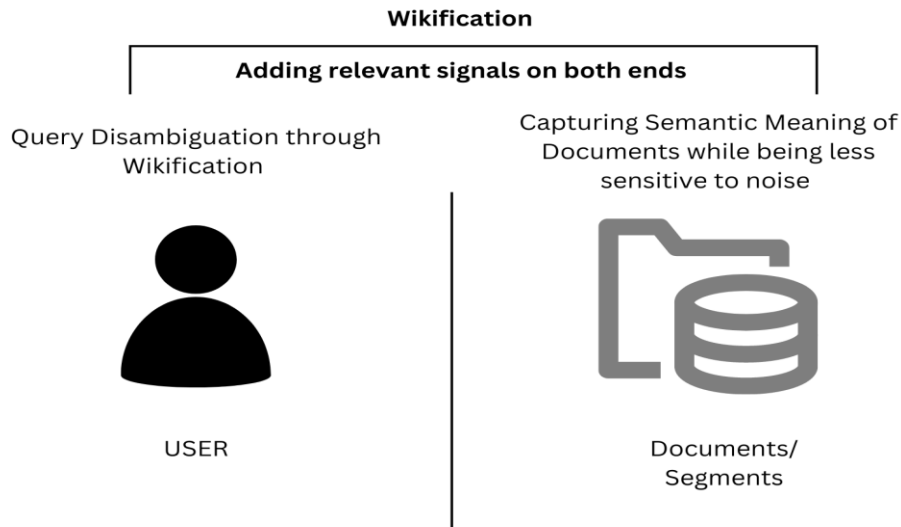 Wikification
Adding relevant signals on both ends
Query Disambiguation through
Wikification
Capturing Semantic Meaning of
Documents while being less
sensitive to noise
USER
Documents/
Segments